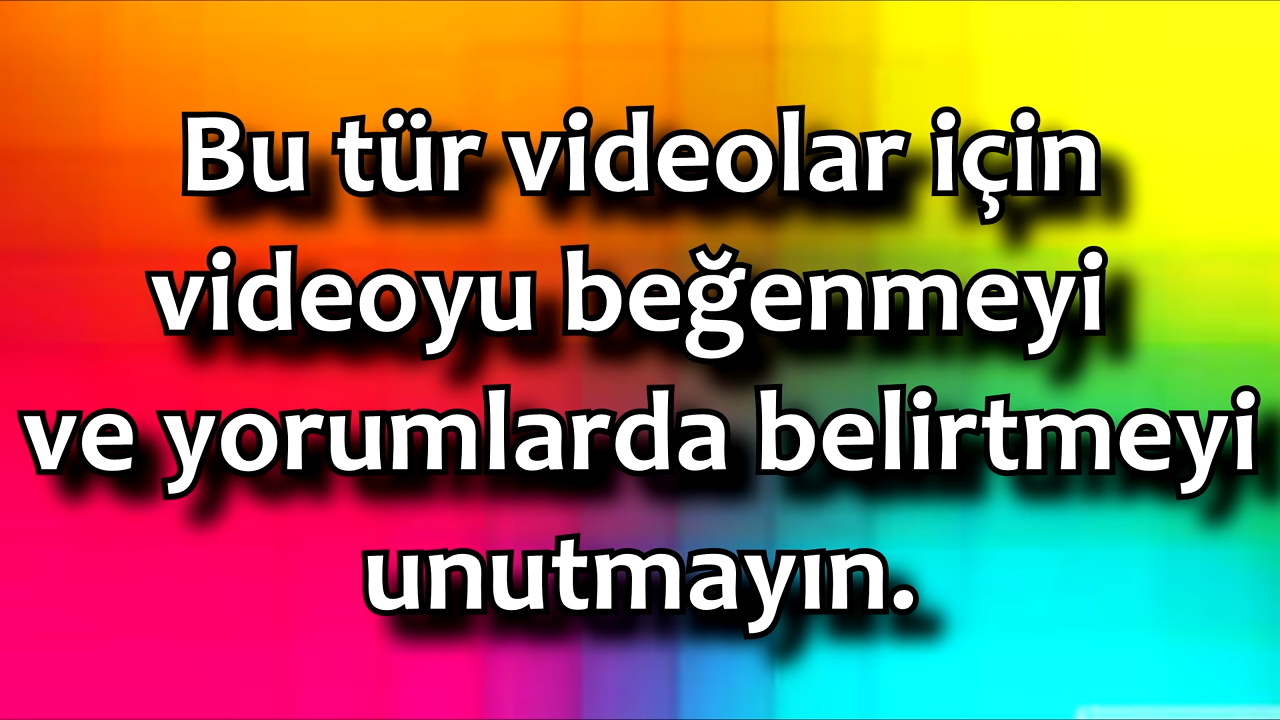 Bu tür videolar için
videoyu beğenmeyi
ve yorumlarda belirtmeyi
unutmayın.